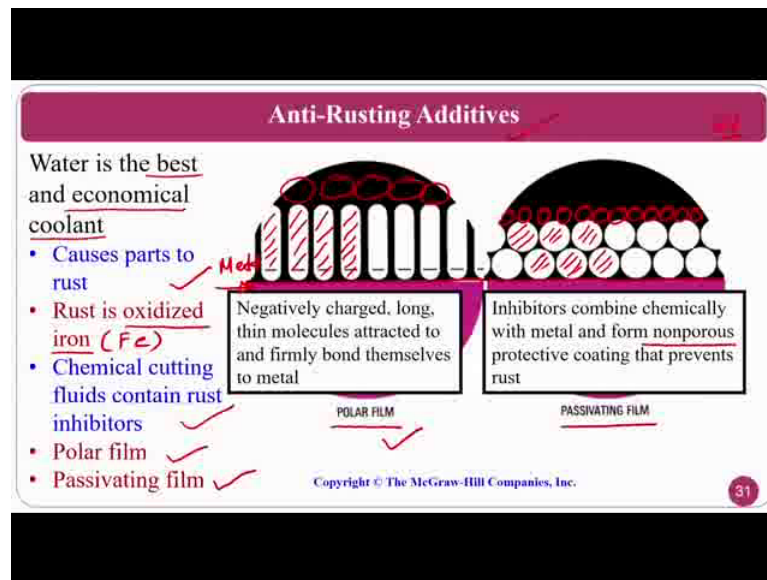 Anti-Rusting Additives
Water is the best
and economical
coolant
• Causes parts to
rust
• Rust is oxidized
iron (Fe)
• Chemical cutting
fluids contain rust
inhibitors
• Polar film
• Passivating film
Metal
Negatively charged, long,
thin molecules attracted to
and firmly bond themselves
to metal
POLAR FILM
Inhibitors combine chemically
with metal and form nonporous
protective coating that prevents
rust
PASSIVATING FILM
Copyright © The McGraw-Hill Companies, Inc.
31